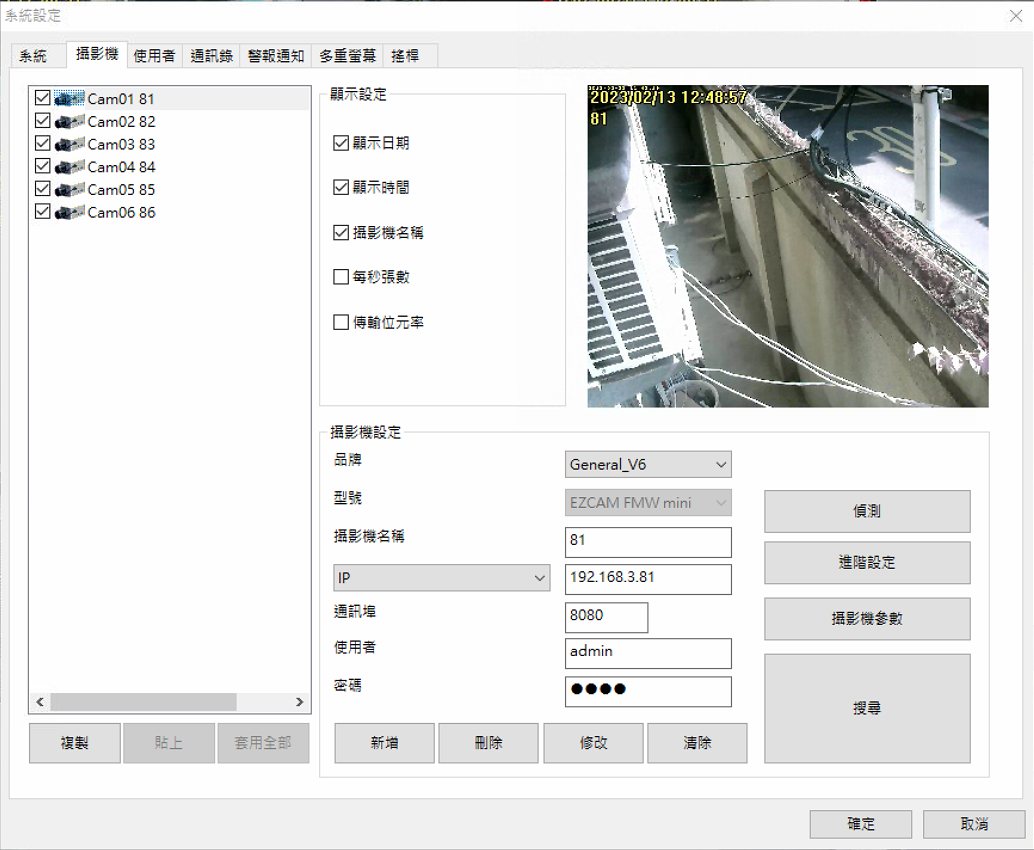 系統設定
系統 攝影機 使用者 通訊錄 警報通知 多重螢幕 搖桿
Cam01 81
Cam02 82
Cam03 83
Cam04 84
Cam05 85
Cam06 86
複製 貼上 套用全部
顯示設定
顯示日期
顯示時間
攝影機名稱
每秒張數
傳輸位元率
2023/02/13 12:48:57
81
30
攝影機設定
品牌 General_V6
型號 EZCAM FMW mini
攝影機名稱 81
IP 192.168.3.81
通訊埠 8080
使用者 admin
密碼 ●●●●
新增 刪除 修改 清除
偵測
進階設定
攝影機參數
搜尋
確定 取消